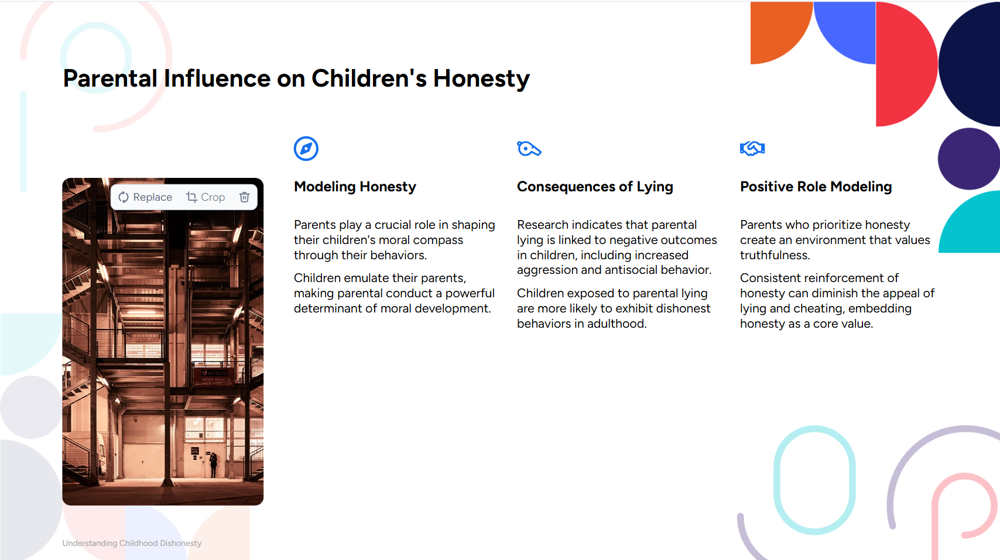 Parental Influence on Children's Honesty
Replace
Crop
unieuro
Modeling Honesty
Parents play a crucial role in shaping
their children's moral compass
through their behaviors.
Children emulate their parents,
making parental conduct a powerful
determinant of moral development.
Consequences of Lying
Research indicates that parental
lying is linked to negative outcomes
in children, including increased
aggression and antisocial behavior.
Children exposed to parental lying
are more likely to exhibit dishonest
behaviors in adulthood.
Positive Role Modeling
Parents who prioritize honesty
create an environment that values
truthfulness.
Consistent reinforcement of
honesty can diminish the appeal of
lying and cheating, embedding
honesty as a core value.
Understanding Childhood Dishonesty